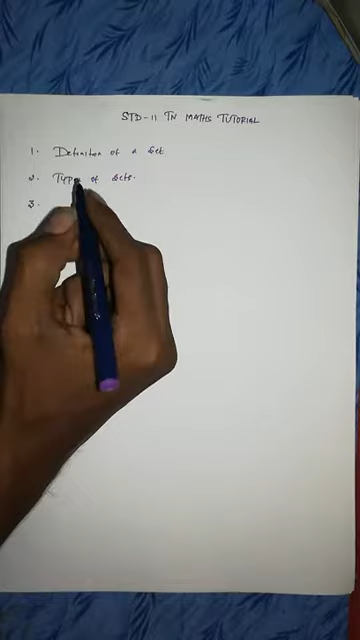 STD-11 TN MATHS TUTORIAL
1. Definition of a Set
2. Types of Sets.
3.